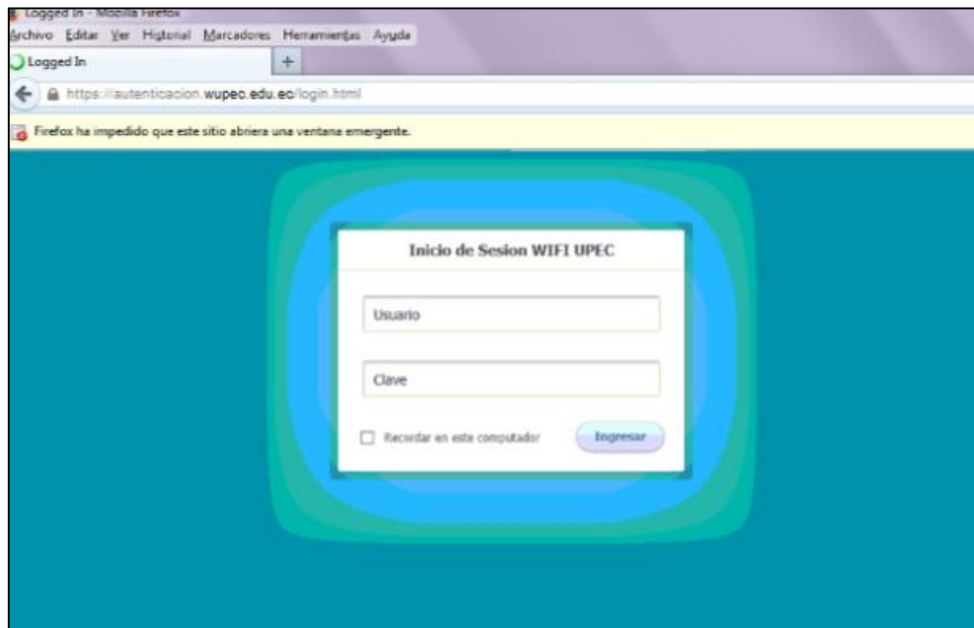 Logged In - Mozilla Firefox
Archivo Editar Ver Historial Marcadores Herramientas Ayuda
Logged In +
https://autenticacion.wupec.edu.ec/login.html
Firefox ha impedido que este sitio abriera una ventana emergente.
Inicio de Sesion WIFI UPEC
Usuario
Clave
Recordar en este computador Ingresar